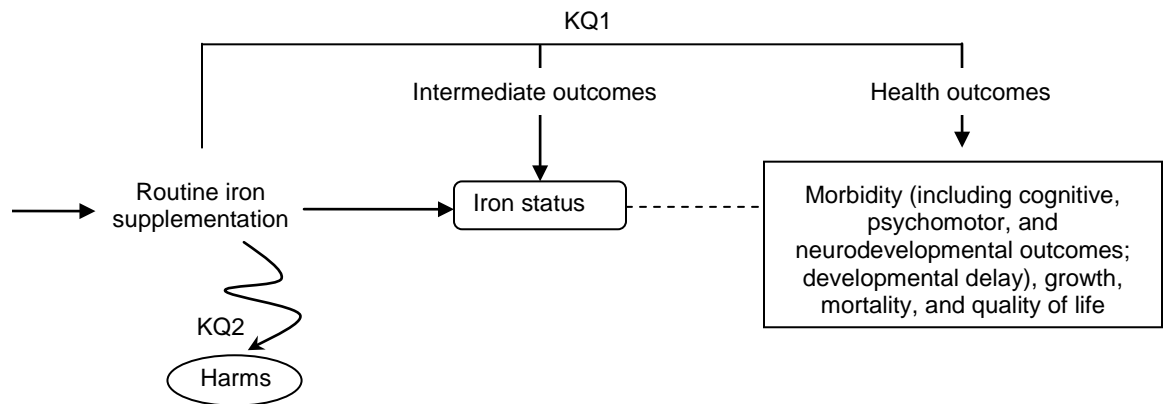 KQ1
Intermediate outcomes
Health outcomes
Routine iron
supplementation
Iron status
Morbidity (including cognitive,
psychomotor, and
neurodevelopmental outcomes;
developmental delay), growth,
mortality, and quality of life
KQ2
Harms